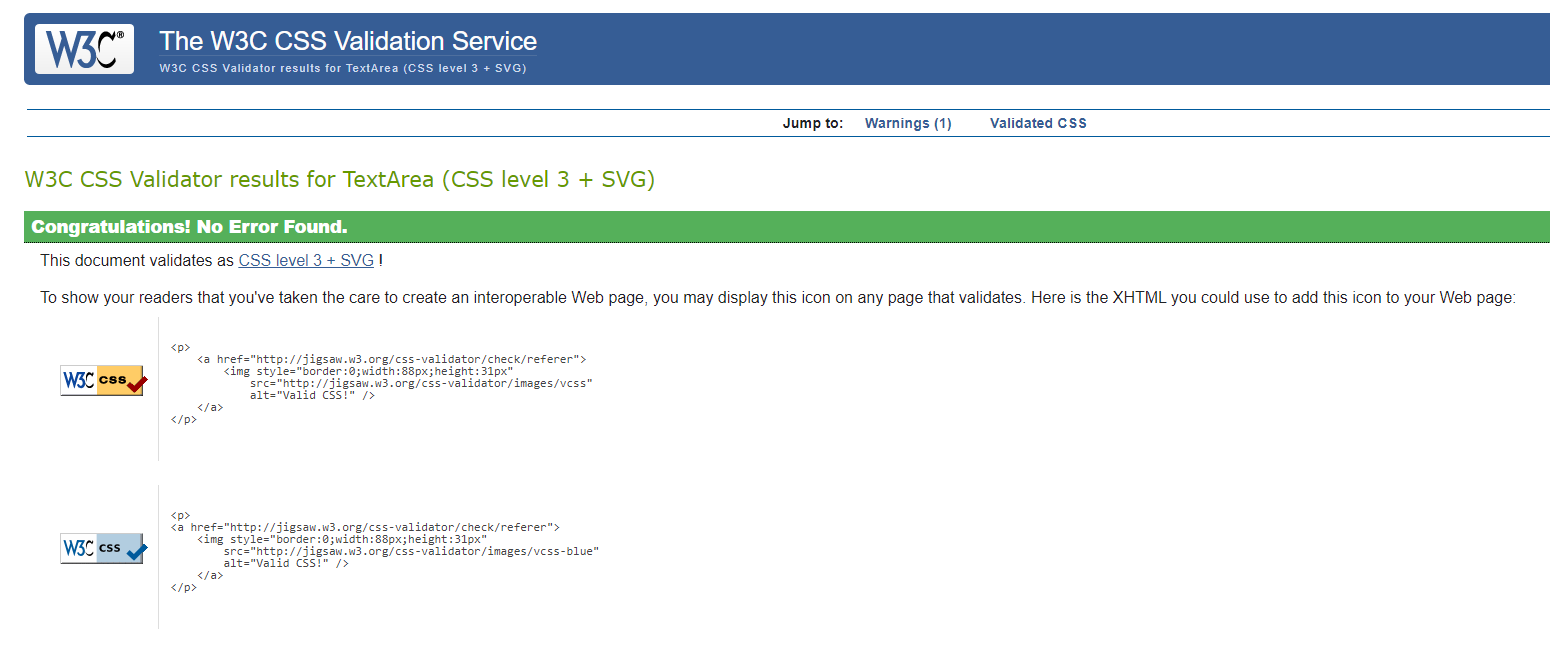 W3C®
The W3C CSS Validation Service
W3C CSS Validator results for TextArea (CSS level 3 + SVG)
Jump to: Warnings (1) Validated CSS
W3C CSS Validator results for TextArea (CSS level 3 + SVG)
Congratulations! No Error Found.
This document validates as CSS level 3 + SVG !
To show your readers that you've taken the care to create an interoperable Web page, you may display this icon on any page that validates. Here is the XHTML you could use to add this icon to your Web page:
W3C css
<p>
    <a href="http://jigsaw.w3.org/css-validator/check/referer">
        <img style="border:0;width:88px;height:31px"
            src="http://jigsaw.w3.org/css-validator/images/vcss"
            alt="Valid CSS!" />
    </a>
</p>
W3C css
<p>
<a href="http://jigsaw.w3.org/css-validator/check/referer">
    <img style="border:0;width:88px;height:31px"
        src="http://jigsaw.w3.org/css-validator/images/vcss-blue"
        alt="Valid CSS!" />
    </a>
</p>